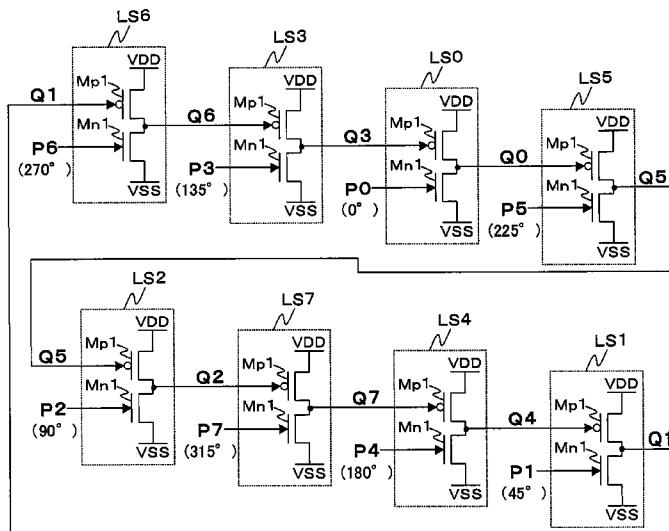 LS6
VDD
Mp1
Q1
Mn1
P6
(270°)
VSS
LS3
VDD
Mp1
Q6
Mn1
P3
(135°)
VSS
LS0
VDD
Mp1
Q3
Mn1
P0
(0°)
VSS
LS5
VDD
Mp1
Q0
Mn1
P5
(225°)
VSS
Q5
LS2
VDD
Mp1
Q5
Mn1
P2
(90°)
VSS
LS7
VDD
Mp1
Q2
Mn1
P7
(315°)
VSS
LS4
VDD
Mp1
Q7
Mn1
P4
(180°)
VSS
LS1
VDD
Mp1
Q4
Mn1
P1
(45°)
VSS
Q1